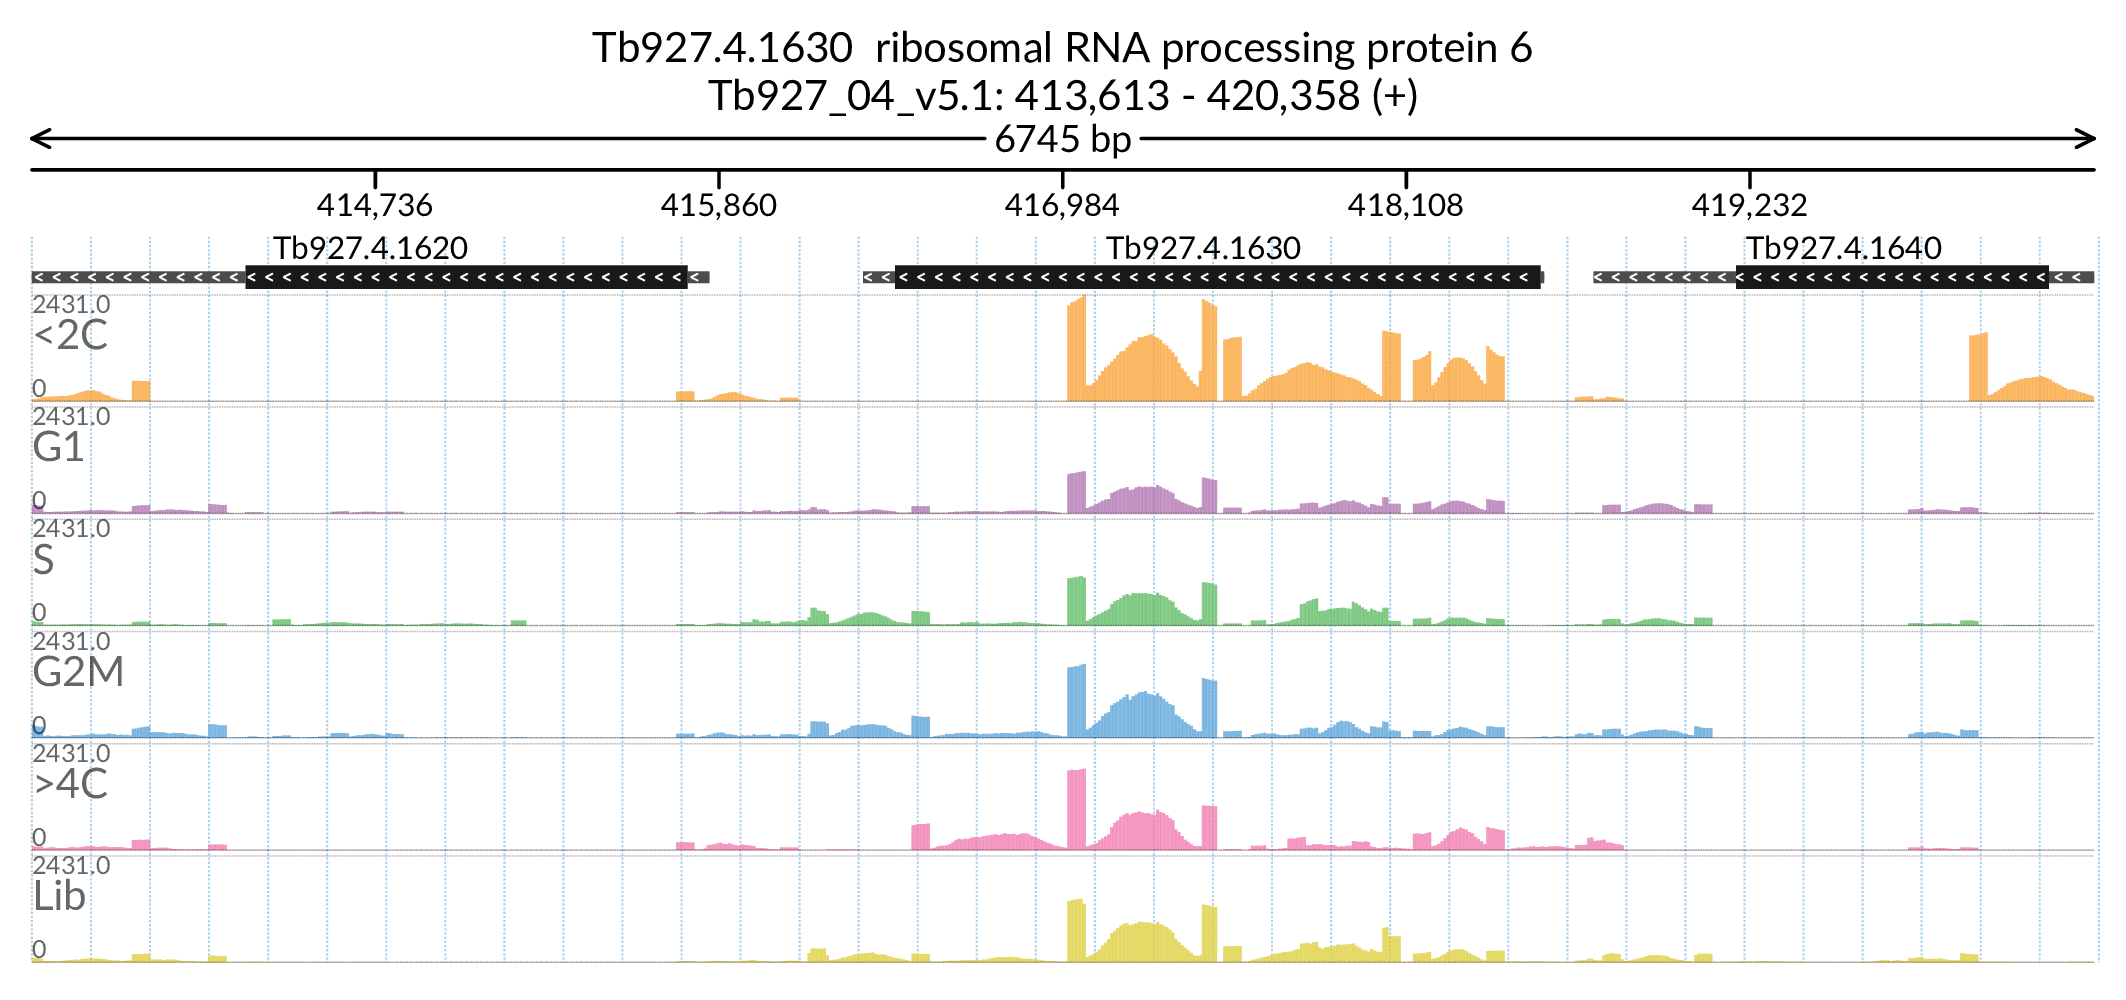 Tb927.4.1630 ribosomal RNA processing protein 6
Tb927_04_v5.1: 413,613 - 420,358 (+)
6745 bp
414,736 415,860 416,984 418,108 419,232
Tb927.4.1620 Tb927.4.1630 Tb927.4.1640
2431.0
<2C
0
2431.0
G1
0
2431.0
S
0
2431.0
G2M
0
2431.0
>4C
0
2431.0
Lib
0